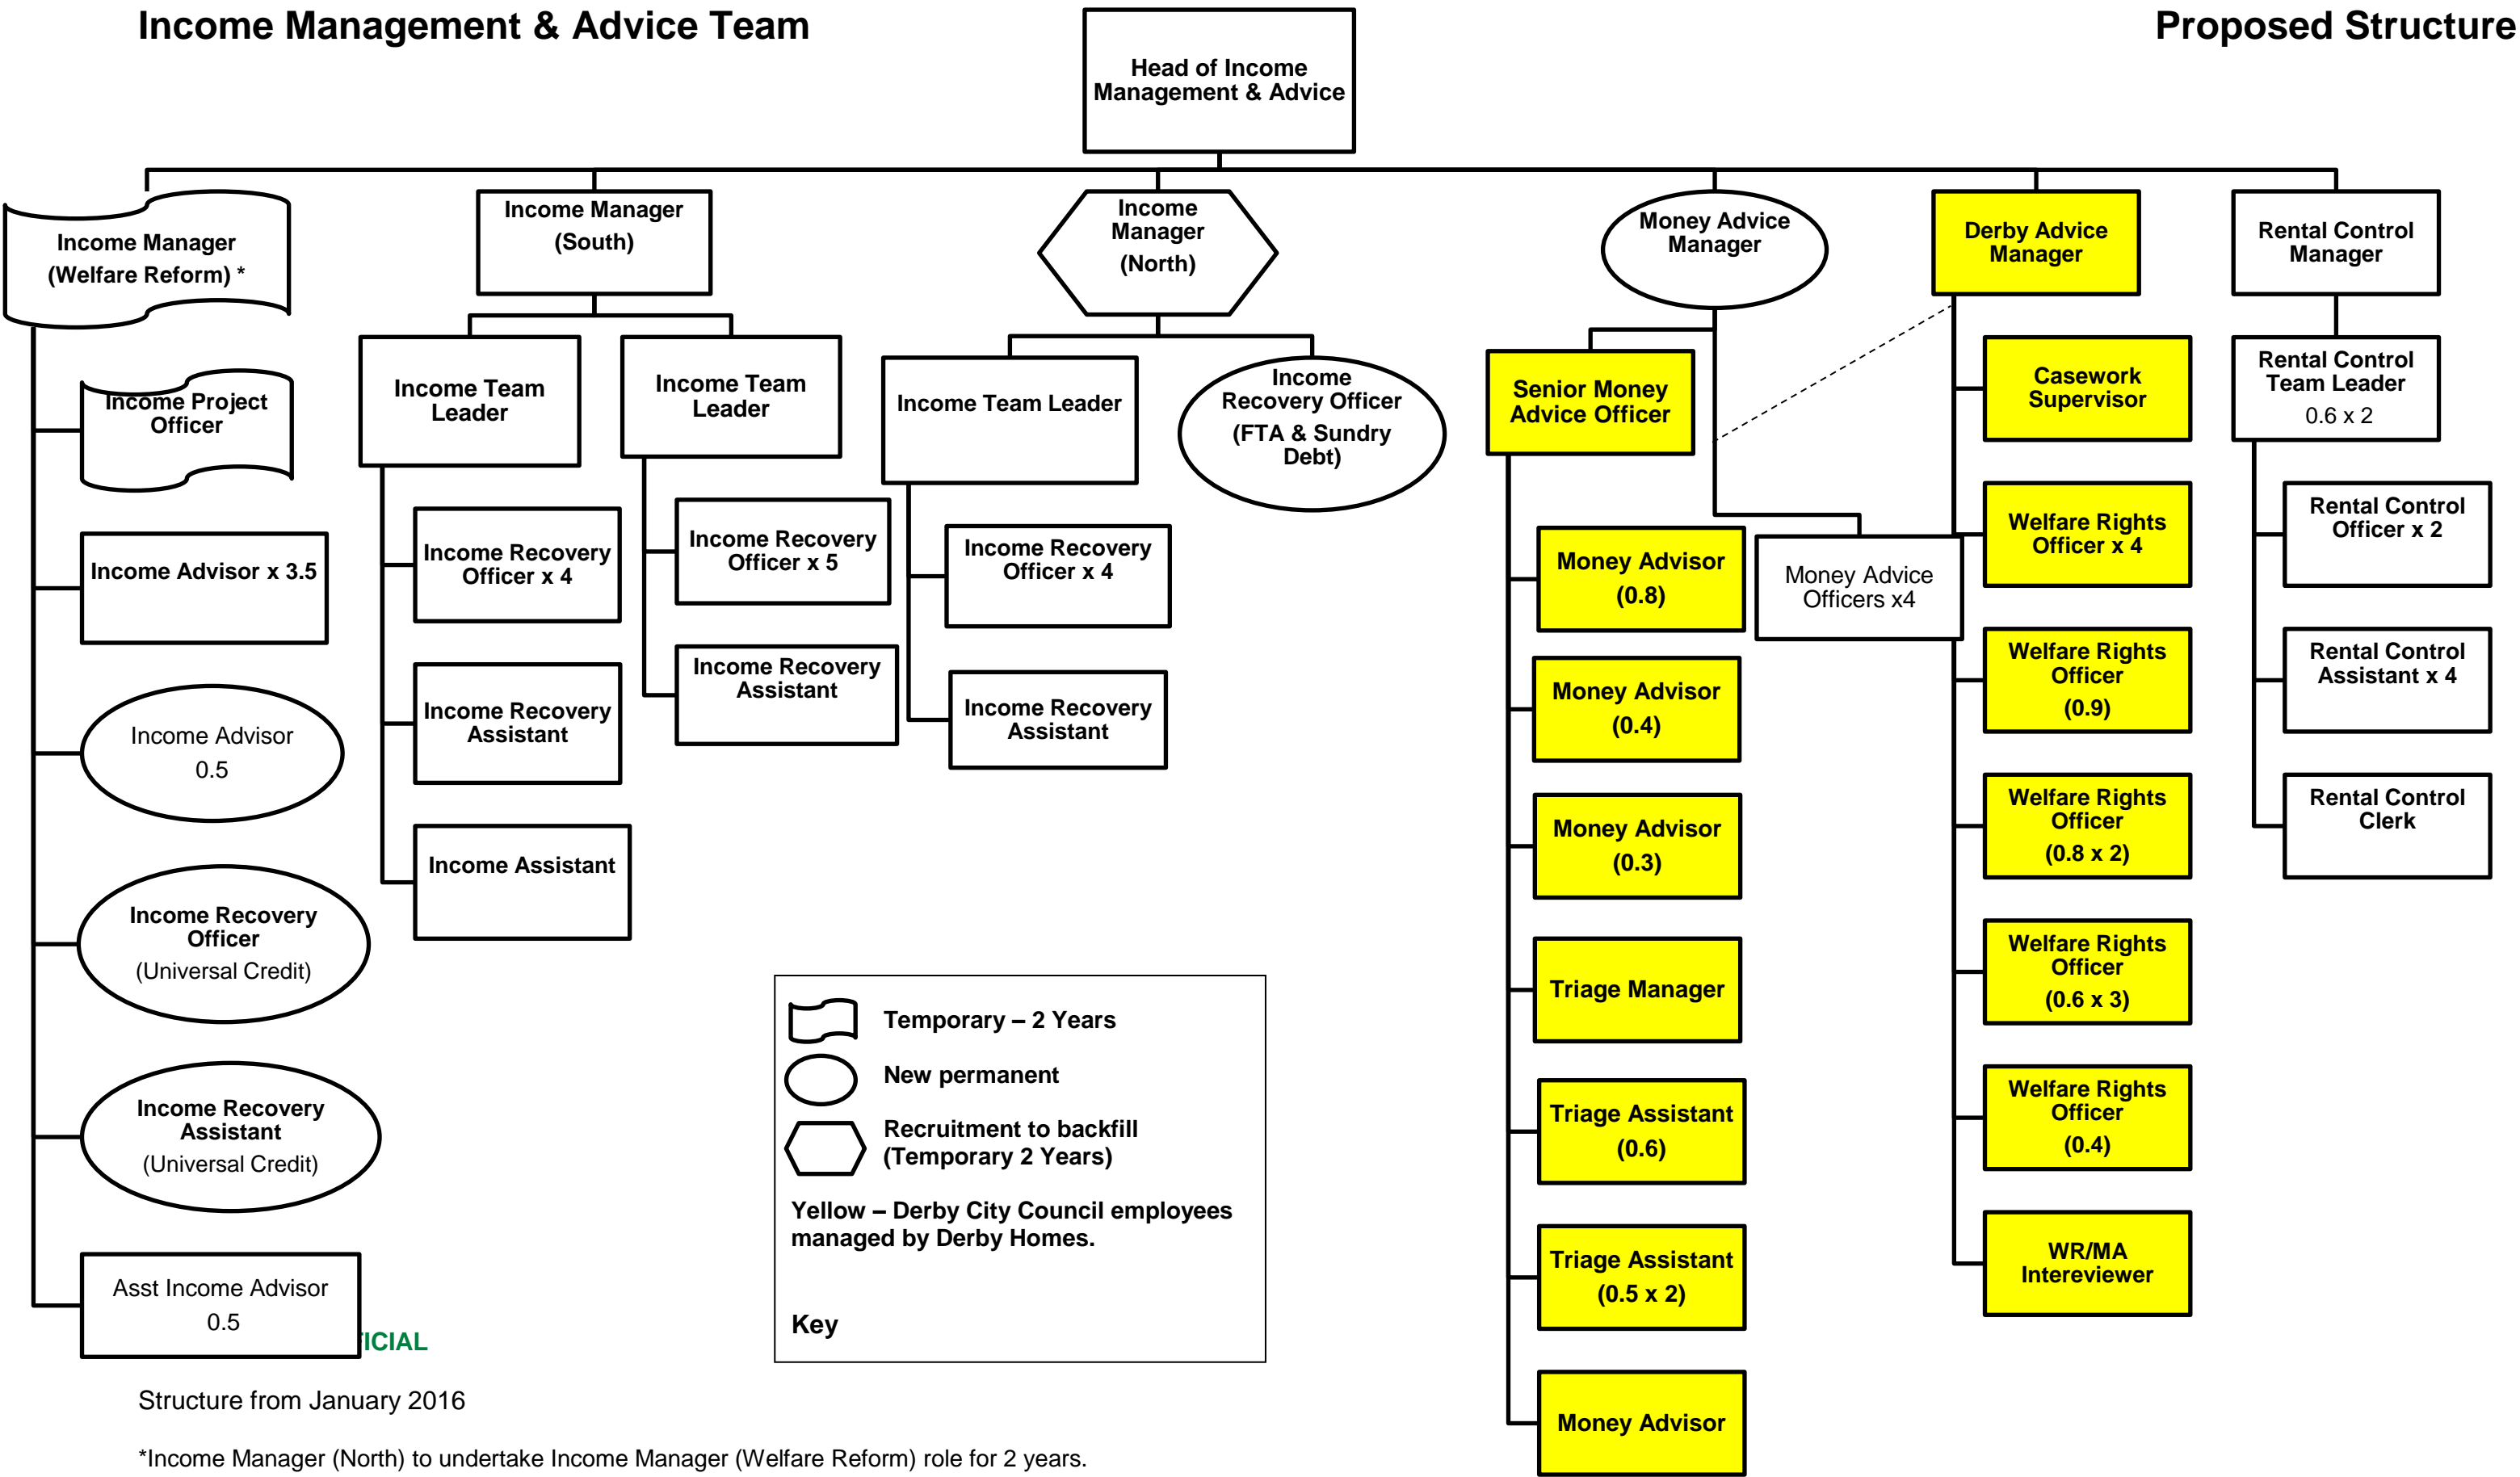 Income Management & Advice Team
Proposed Structure
Head of Income
Management & Advice
Income Manager
(Welfare Reform) *
Income Project
Officer
Income Advisor x 3.5
Income Advisor
0.5
Income Recovery
Officer
(Universal Credit)
Income Recovery
Assistant
(Universal Credit)
Asst Income Advisor
0.5
Income Manager
(South)
Income Team
Leader
Income Recovery
Officer x 4
Income Recovery
Assistant
Income Assistant
Income Team
Leader
Income Recovery
Officer x 5
Income Recovery
Assistant
Income
Manager
(North)
Income Team Leader
Income Recovery
Officer x 4
Income Recovery
Assistant
Income
Recovery Officer
(FTA & Sundry
Debt)
Money Advice
Manager
Senior Money
Advice Officer
Money Advisor
(0.8)
Money Advisor
(0.4)
Money Advisor
(0.3)
Triage Manager
Triage Assistant
(0.6)
Triage Assistant
(0.5 x 2)
Money Advisor
Money Advice
Officers x4
Derby Advice
Manager
Casework
Supervisor
Welfare Rights
Officer x 4
Welfare Rights
Officer
(0.9)
Welfare Rights
Officer
(0.8 x 2)
Welfare Rights
Officer
(0.6 x 3)
Welfare Rights
Officer
(0.4)
WR/MA
Intereviewer
Rental Control
Manager
Rental Control
Team Leader
0.6 x 2
Rental Control
Officer x 2
Rental Control
Assistant x 4
Rental Control
Clerk
Temporary – 2 Years
New permanent
Recruitment to backfill
(Temporary 2 Years)
Yellow – Derby City Council employees
managed by Derby Homes.
Key
ICIAL
Structure from January 2016
*Income Manager (North) to undertake Income Manager (Welfare Reform) role for 2 years.